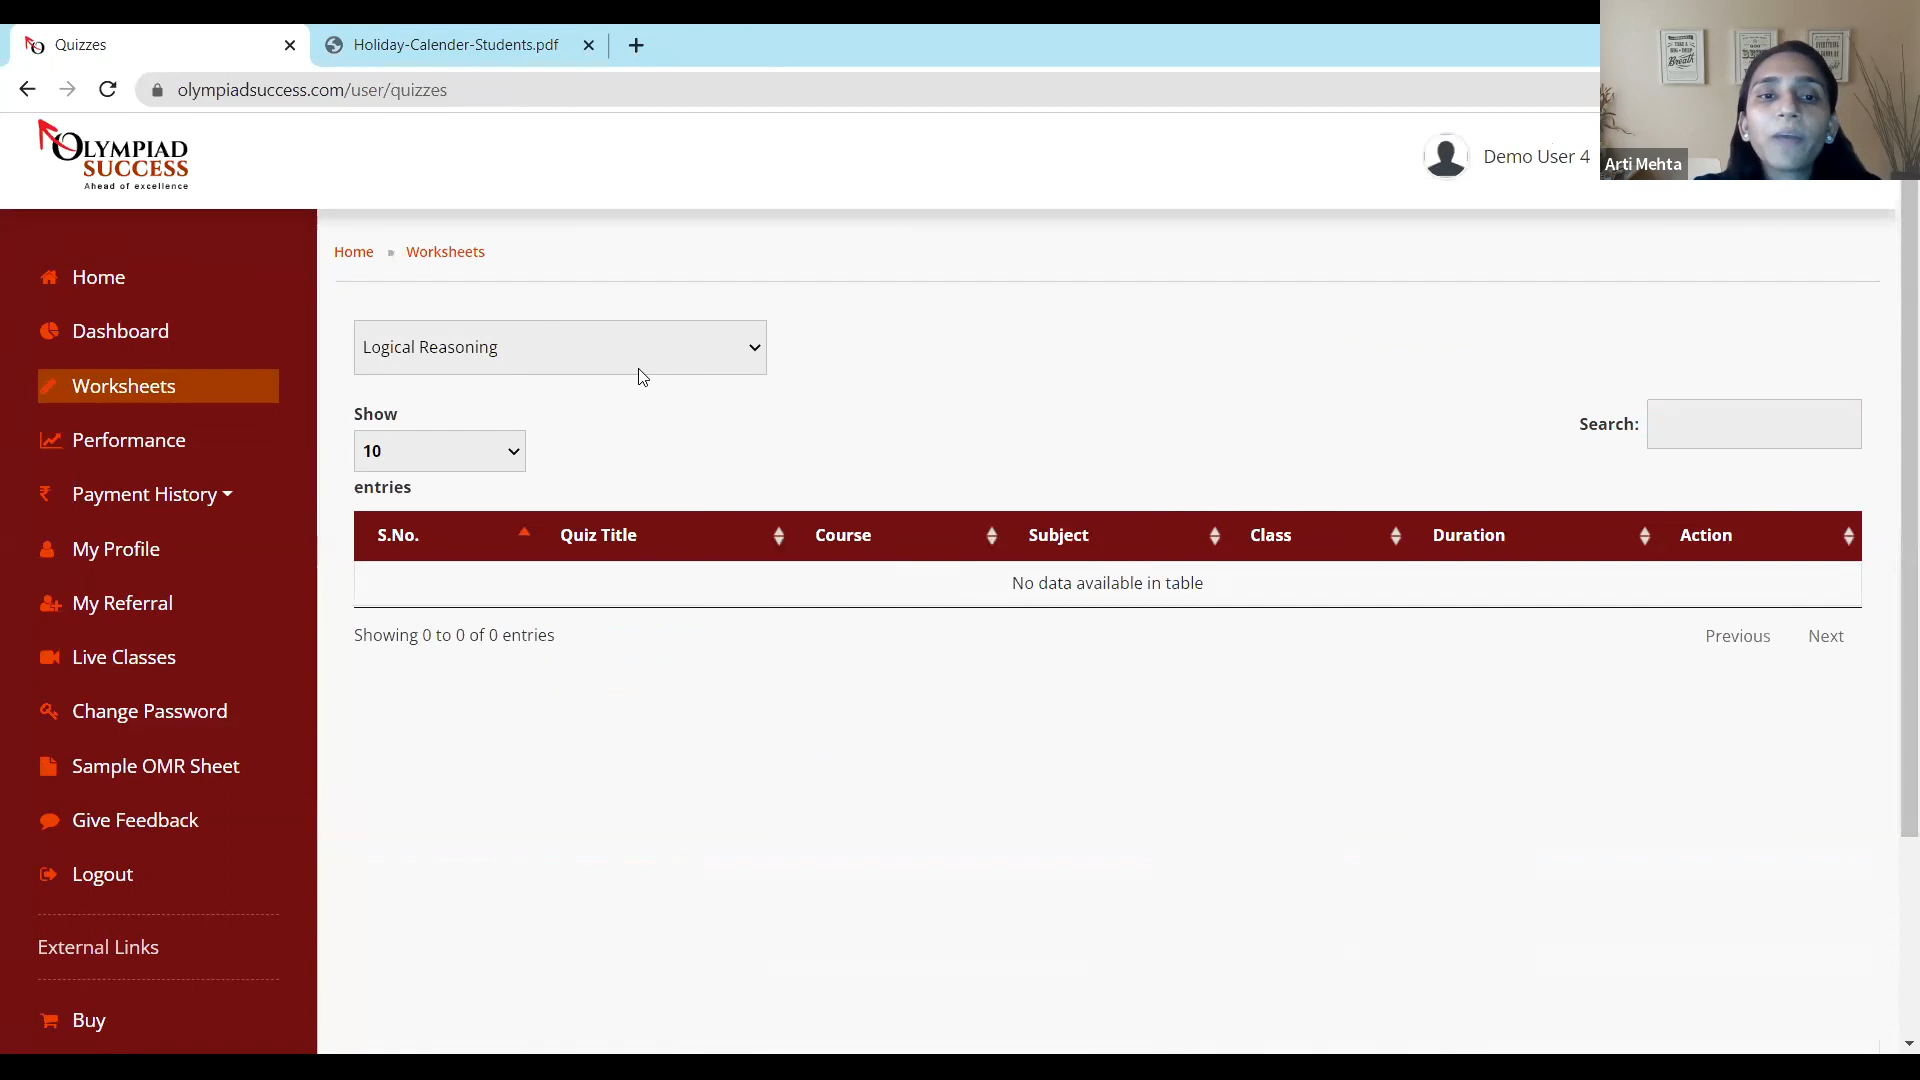 Quizzes
Holiday-Calender-Students.pdf
olympiadsuccess.com/user/quizzes
OLYMPIAD
SUCCESS
Ahead of excellence
Demo User 4
Arti Mehta
Home
Dashboard
Worksheets
Performance
Payment History
My Profile
My Referral
Live Classes
Change Password
Sample OMR Sheet
Give Feedback
Logout
External Links
Buy
Home » Worksheets
Logical Reasoning
Show
10
entries
Search:
S.No. Quiz Title Course Subject Class Duration Action
No data available in table
Showing 0 to 0 of 0 entries
Previous Next